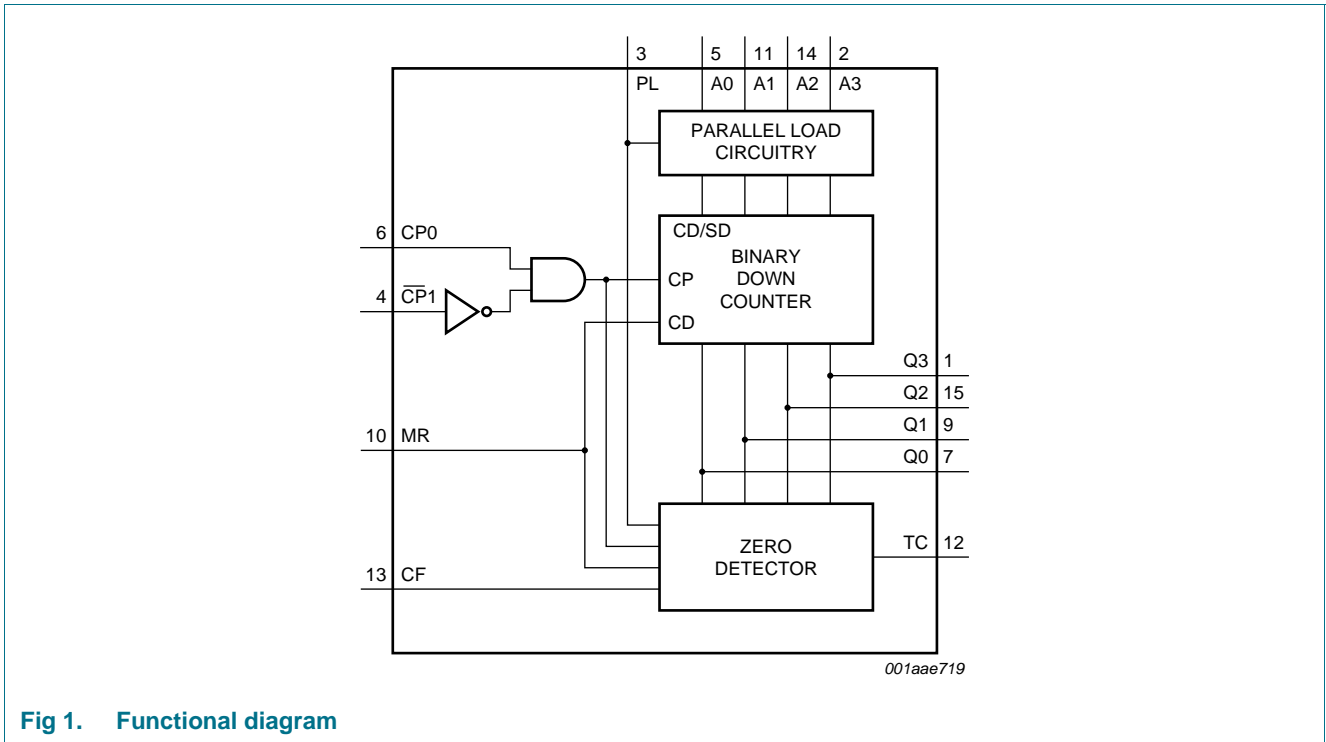 3 5 11 14 2
PL A0 A1 A2 A3
PARALLEL LOAD
CIRCUITRY
6 CP0
CD/SD
BINARY
DOWN
COUNTER
CP
4 C̅P̅1
CD
Q3 1
Q2 15
10 MR
Q1 9
Q0 7
ZERO
DETECTOR
TC 12
13 CF
001aae719
Fig 1. Functional diagram